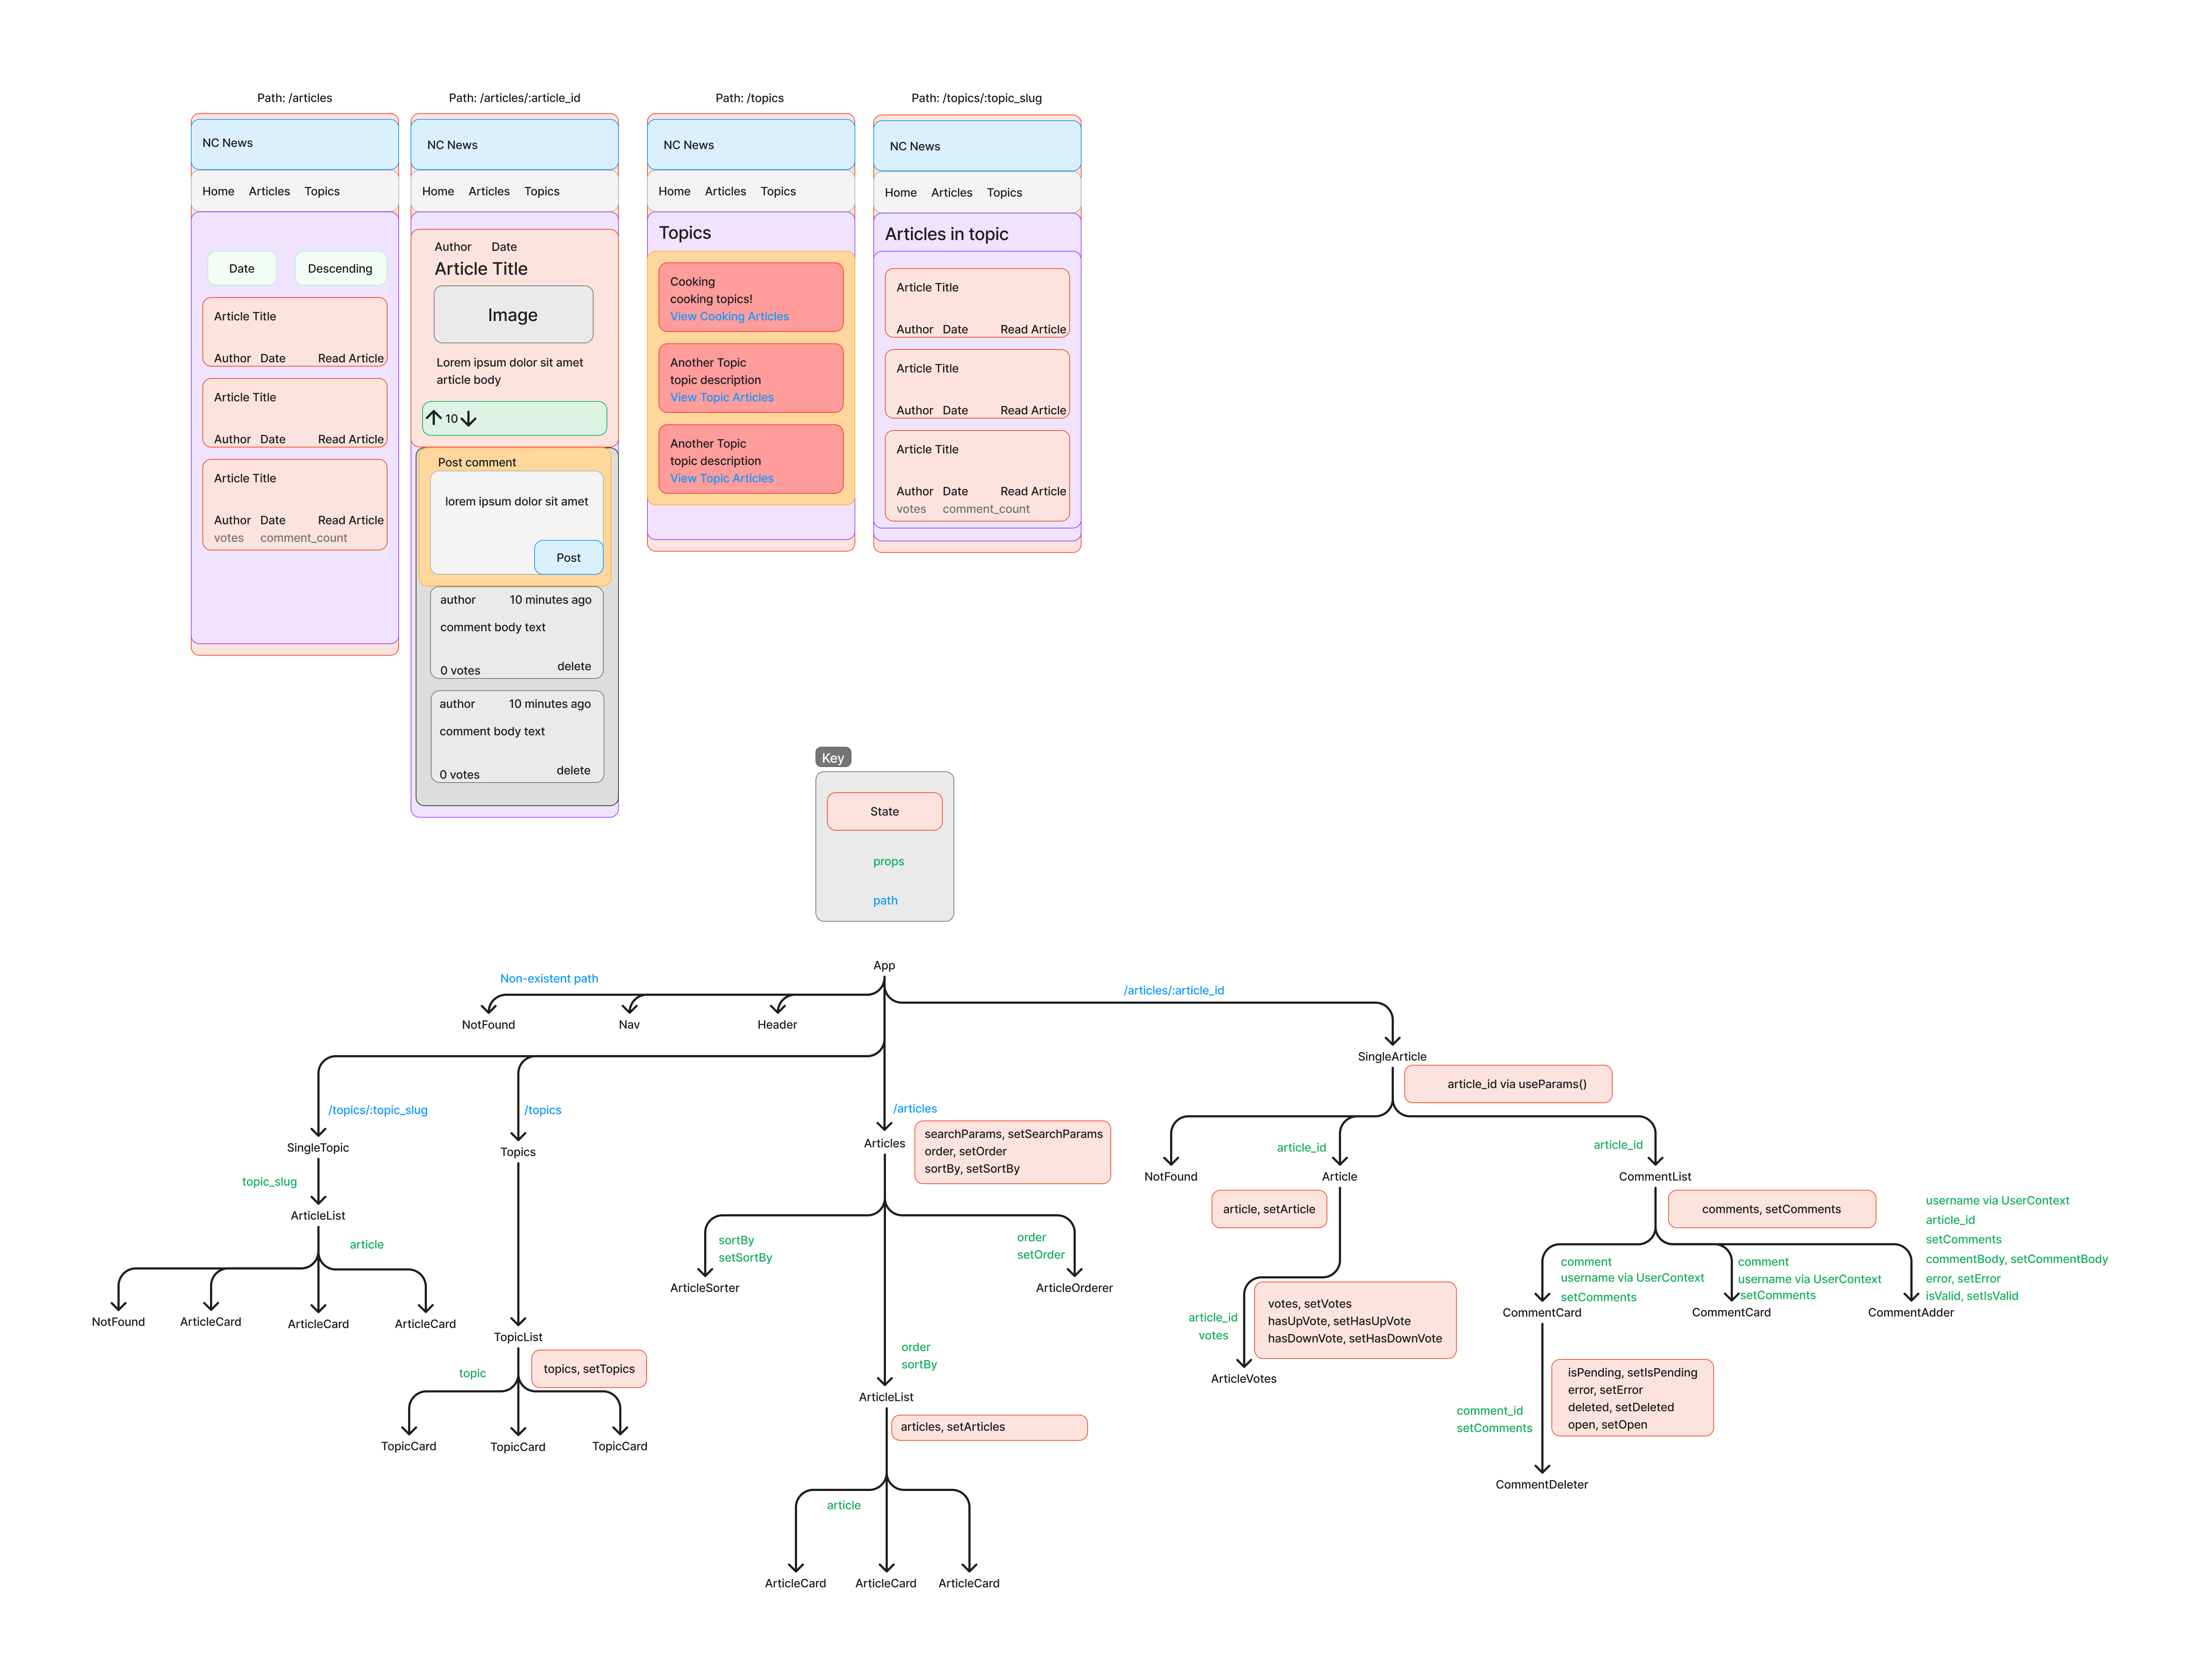 Path: /articles
NC News
Home Articles Topics
Date Descending
Article Title
Author Date Read Article
Article Title
Author Date Read Article
Article Title
Author Date Read Article
votes comment_count
Path: /articles/:article_id
NC News
Home Articles Topics
Author Date
Article Title
Image
Lorem ipsum dolor sit amet
article body
10
Post comment
lorem ipsum dolor sit amet
Post
author 10 minutes ago
comment body text
0 votes delete
author 10 minutes ago
comment body text
0 votes delete
Path: /topics
NC News
Home Articles Topics
Topics
Cooking
cooking topics!
View Cooking Articles
Another Topic
topic description
View Topic Articles
Another Topic
topic description
View Topic Articles
Path: /topics/:topic_slug
NC News
Home Articles Topics
Articles in topic
Article Title
Author Date Read Article
Article Title
Author Date Read Article
Article Title
Author Date Read Article
votes comment_count
Key
State
props
path
App
Non-existent path
/articles/:article_id
NotFound
Nav
Header
SingleArticle
article_id via useParams()
/topics/:topic_slug
SingleTopic
topic_slug
ArticleList
article
NotFound
ArticleCard
ArticleCard
ArticleCard
/topics
Topics
TopicList
topics, setTopics
topic
TopicCard
TopicCard
TopicCard
/articles
Articles
searchParams, setSearchParams
order, setOrder
sortBy, setSortBy
sortBy
setSortBy
ArticleSorter
order
setOrder
ArticleOrderer
order
sortBy
ArticleList
articles, setArticles
article
ArticleCard
ArticleCard
ArticleCard
NotFound
article_id
Article
article, setArticle
article_id
votes
votes, setVotes
hasUpVote, setHasUpVote
hasDownVote, setHasDownVote
ArticleVotes
article_id
CommentList
comments, setComments
comment
username via UserContext
setComments
CommentCard
comment
username via UserContext
setComments
CommentCard
username via UserContext
article_id
setComments
commentBody, setCommentBody
error, setError
isValid, setIsValid
CommentAdder
isPending, setIsPending
error, setError
deleted, setDeleted
open, setOpen
comment_id
setComments
CommentDeleter